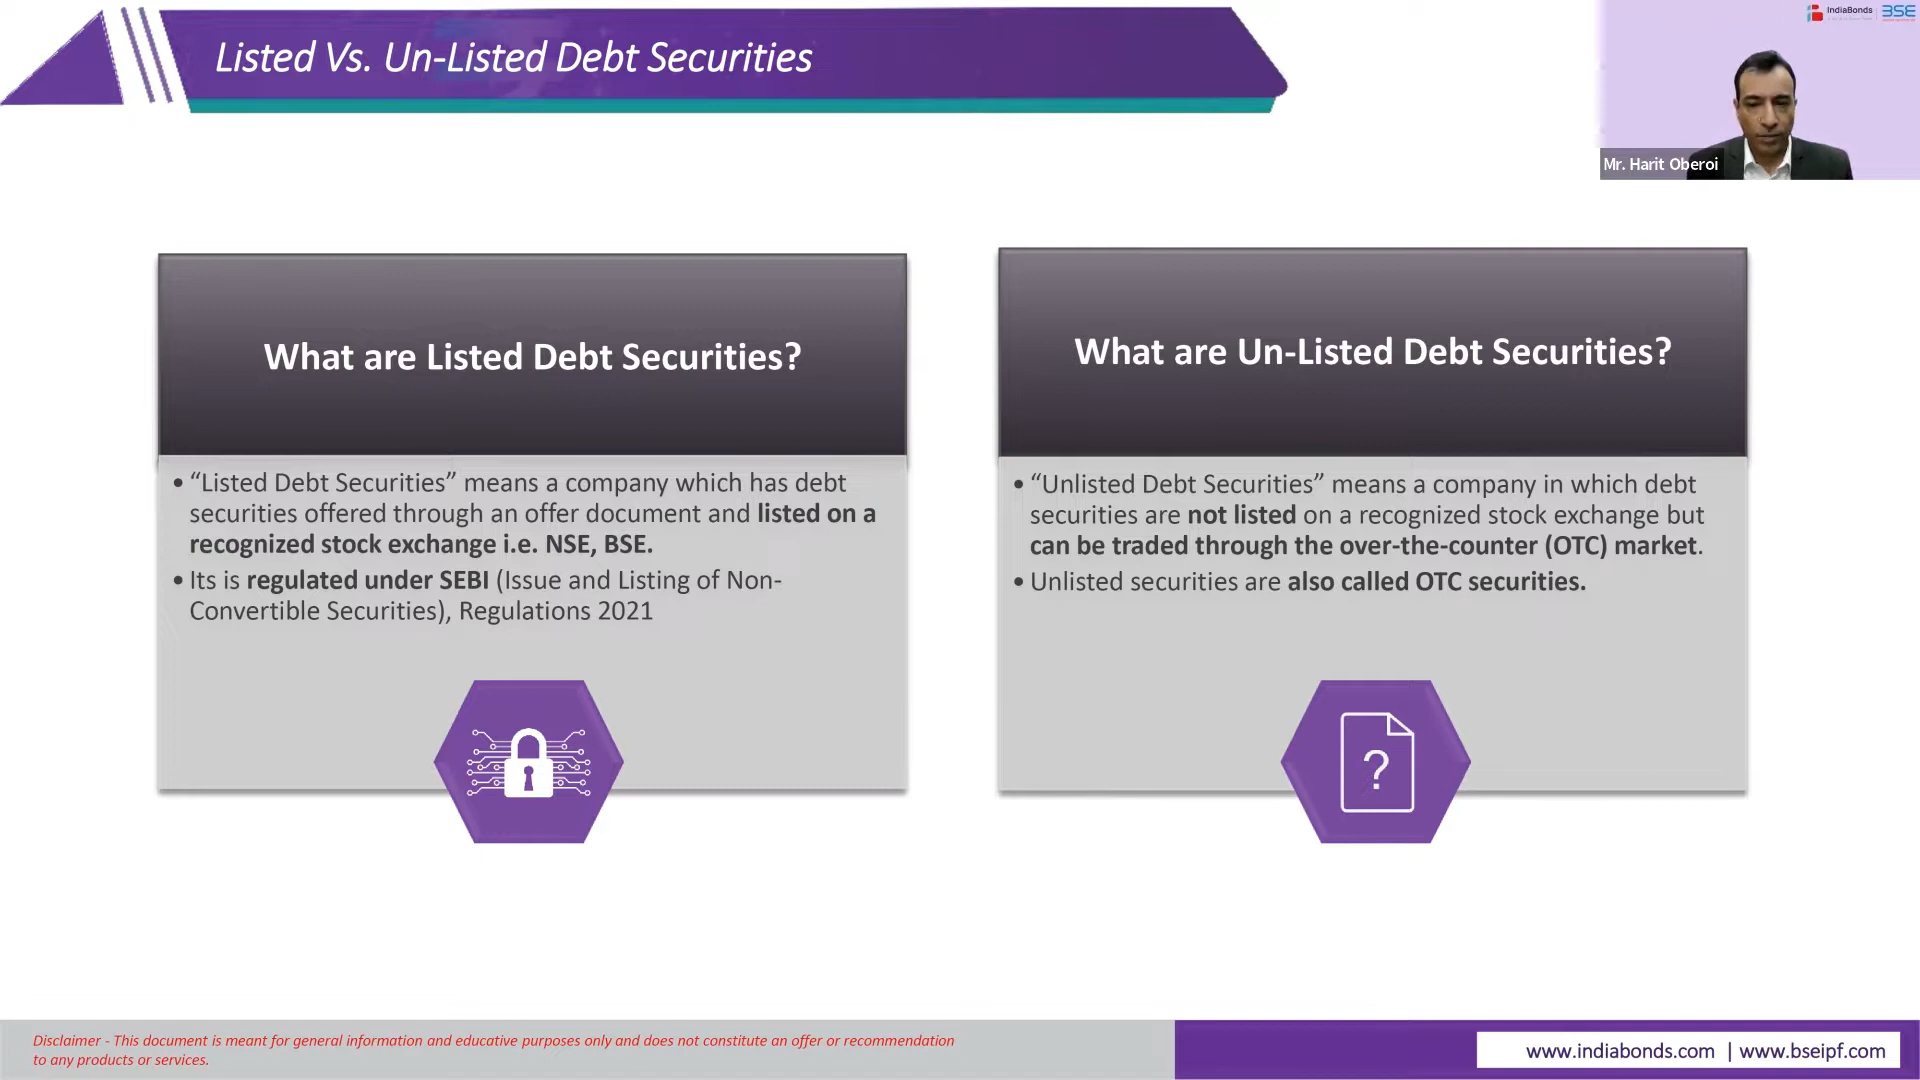 Listed Vs. Un-Listed Debt Securities
IndiaBonds | BSE
Mr. Harit Oberoi
What are Listed Debt Securities?
• “Listed Debt Securities” means a company which has debt
securities offered through an offer document and listed on a
recognized stock exchange i.e. NSE, BSE.
• Its is regulated under SEBI (Issue and Listing of Non-
Convertible Securities), Regulations 2021
What are Un-Listed Debt Securities?
• “Unlisted Debt Securities” means a company in which debt
securities are not listed on a recognized stock exchange but
can be traded through the over-the-counter (OTC) market.
• Unlisted securities are also called OTC securities.
?
Disclaimer - This document is meant for general information and educative purposes only and does not constitute an offer or recommendation
to any products or services.
www.indiabonds.com | www.bseipf.com